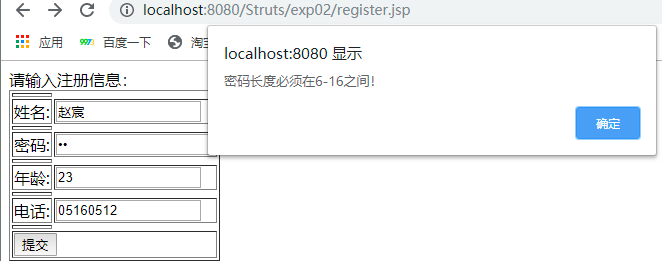 localhost:8080/Struts/exp02/register.jsp
应用 百度一下 淘宝
localhost:8080 显示
密码长度必须在6-16之间!
确定
请输入注册信息:
姓名: 赵宸
密码: ••
年龄: 23
电话: 05160512
提交